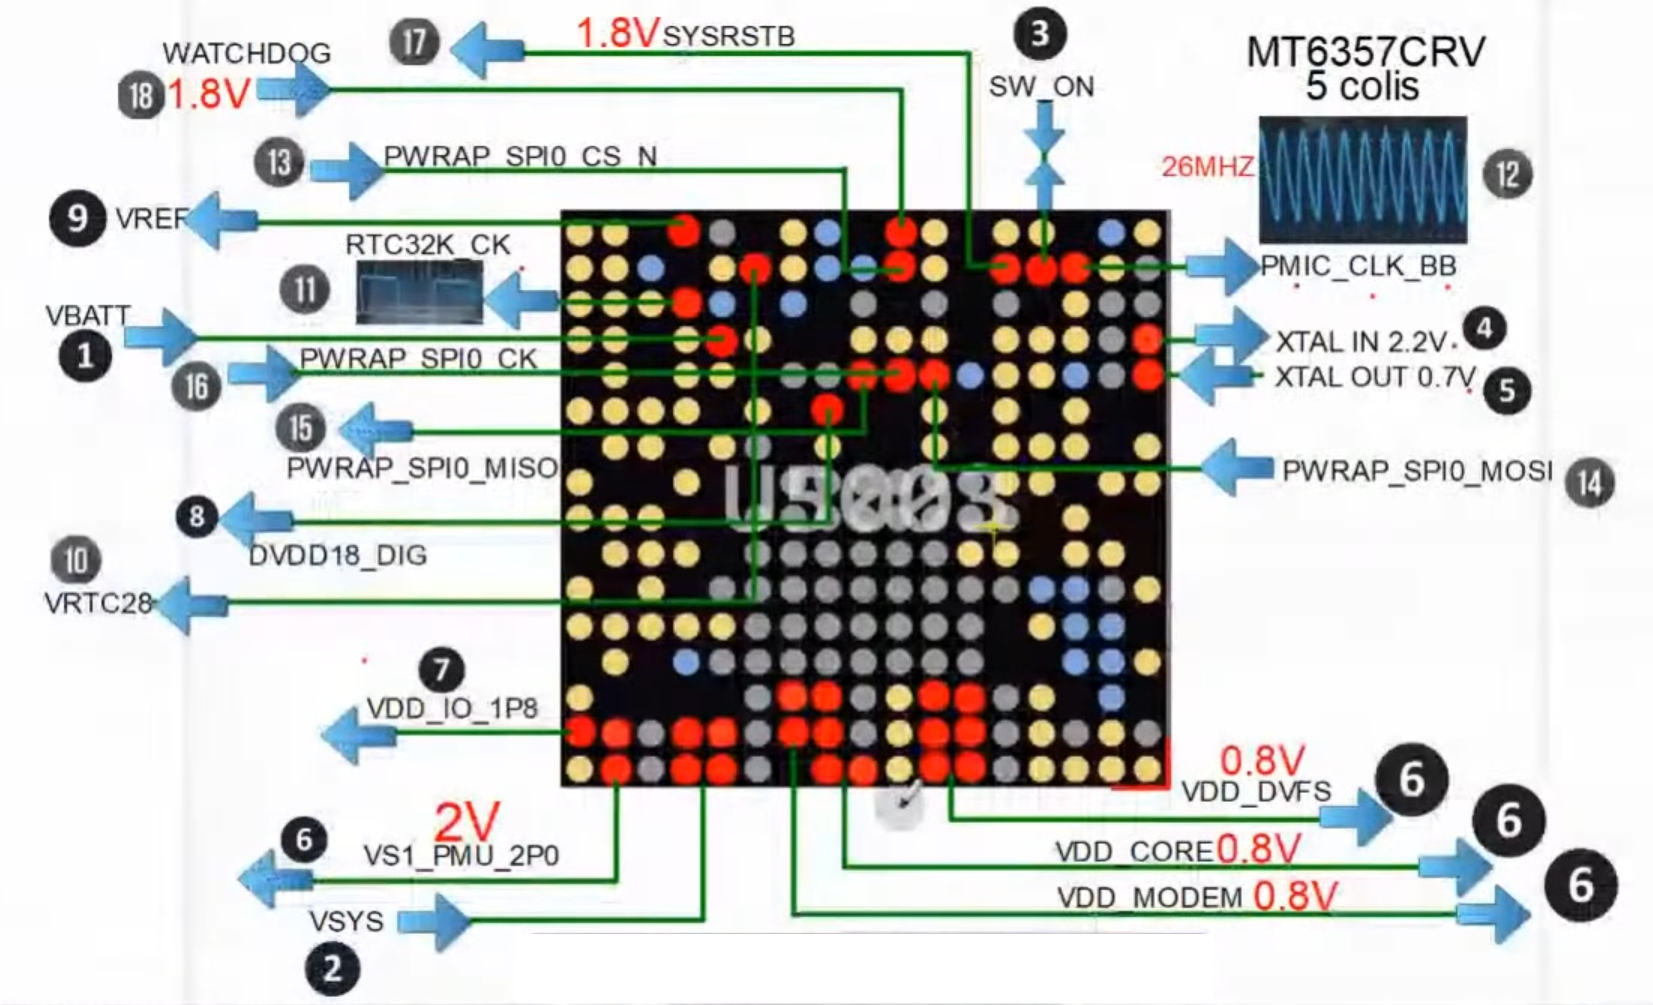 17
1.8V SYSRSTB
3
MT6357CRV
5 colis
WATCHDOG
18 1.8V
SW_ON
13
PWRAP_SPI0_CS_N
26MHZ
12
9 VREF
RTC32K_CK
11
PMIC_CLK_BB
VBATT
1
XTAL IN 2.2V
4
PWRAP_SPI0_CK
16
XTAL OUT 0.7V
5
15
PWRAP_SPI0_MISO
PWRAP_SPI0_MOSI
14
8
DVDD18_DIG
10
VRTC28
7
VDD_IO_1P8
0.8V
VDD_DVFS
6
2V
6
VS1_PMU_2P0
VDD_CORE 0.8V
6
VDD_MODEM 0.8V
6
VSYS
2